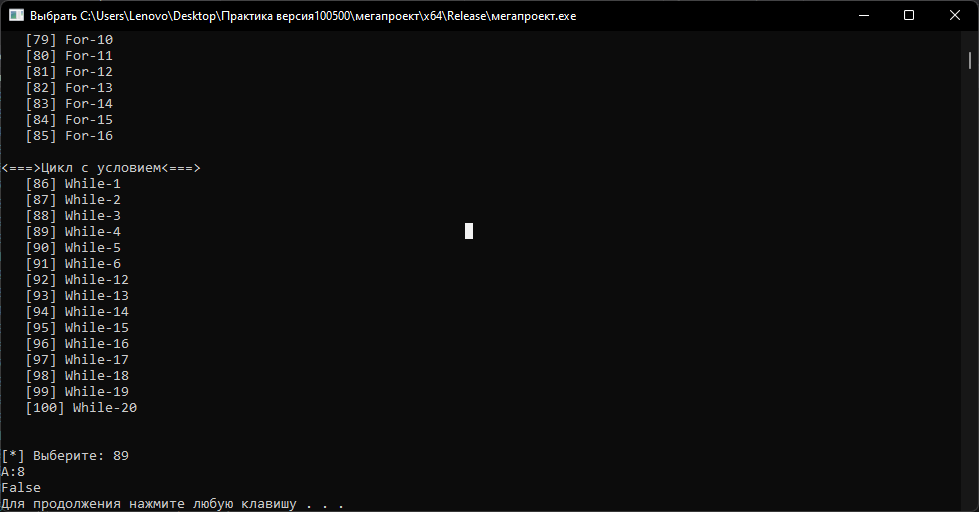 Выбрать C:\Users\Lenovo\Desktop\Практика версия100500\мегапроект\x64\Release\мегапроект.exe
[79] For-10
[80] For-11
[81] For-12
[82] For-13
[83] For-14
[84] For-15
[85] For-16
<===>Цикл с условием<===>
[86] While-1
[87] While-2
[88] While-3
[89] While-4
[90] While-5
[91] While-6
[92] While-12
[93] While-13
[94] While-14
[95] While-15
[96] While-16
[97] While-17
[98] While-18
[99] While-19
[100] While-20
[*] Выберите: 89
A:8
False
Для продолжения нажмите любую клавишу . . .